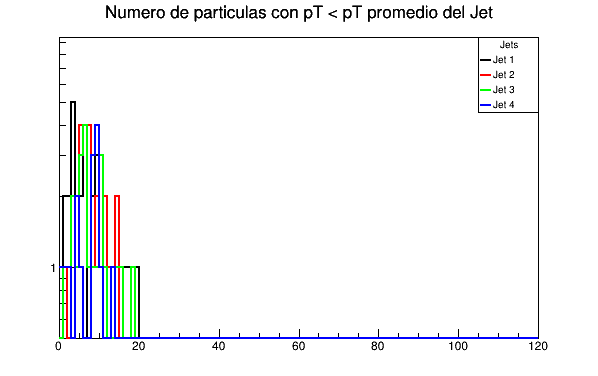 Numero de particulas con pT < pT promedio del Jet
Jets
Jet 1
Jet 2
Jet 3
Jet 4
1
0 20 40 60 80 100 120